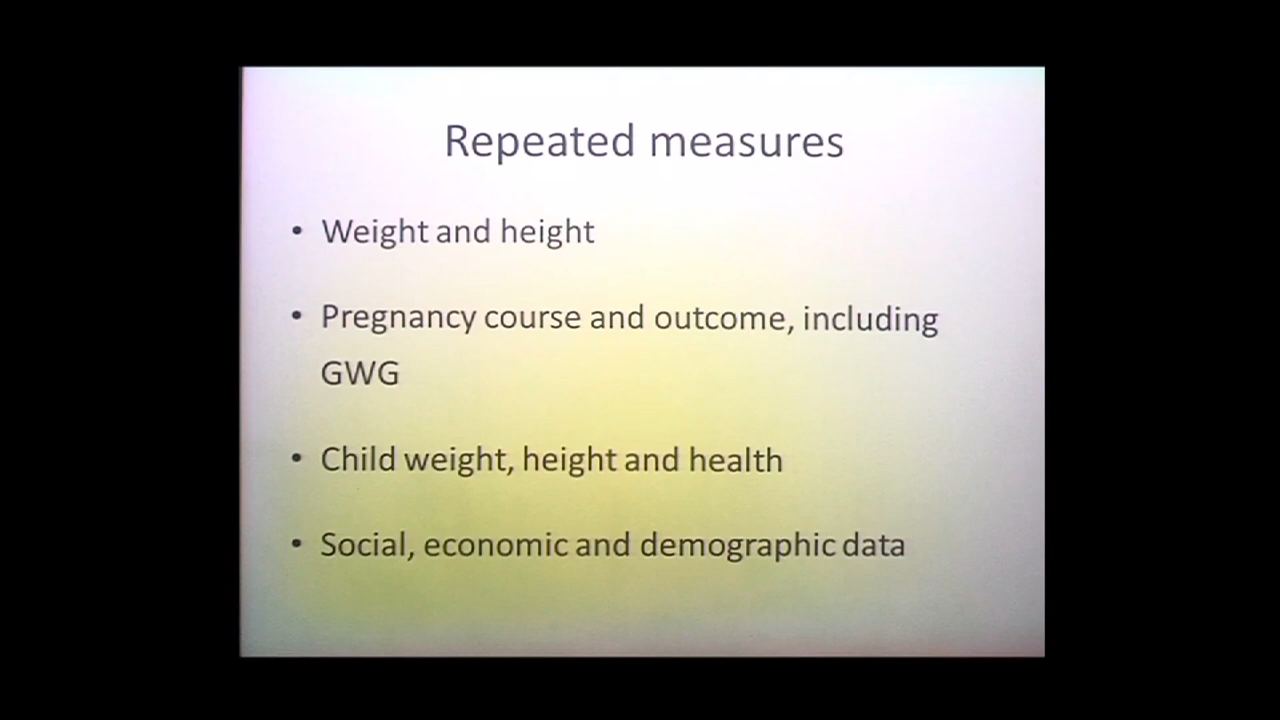 Repeated measures
• Weight and height
• Pregnancy course and outcome, including
GWG
• Child weight, height and health
• Social, economic and demographic data